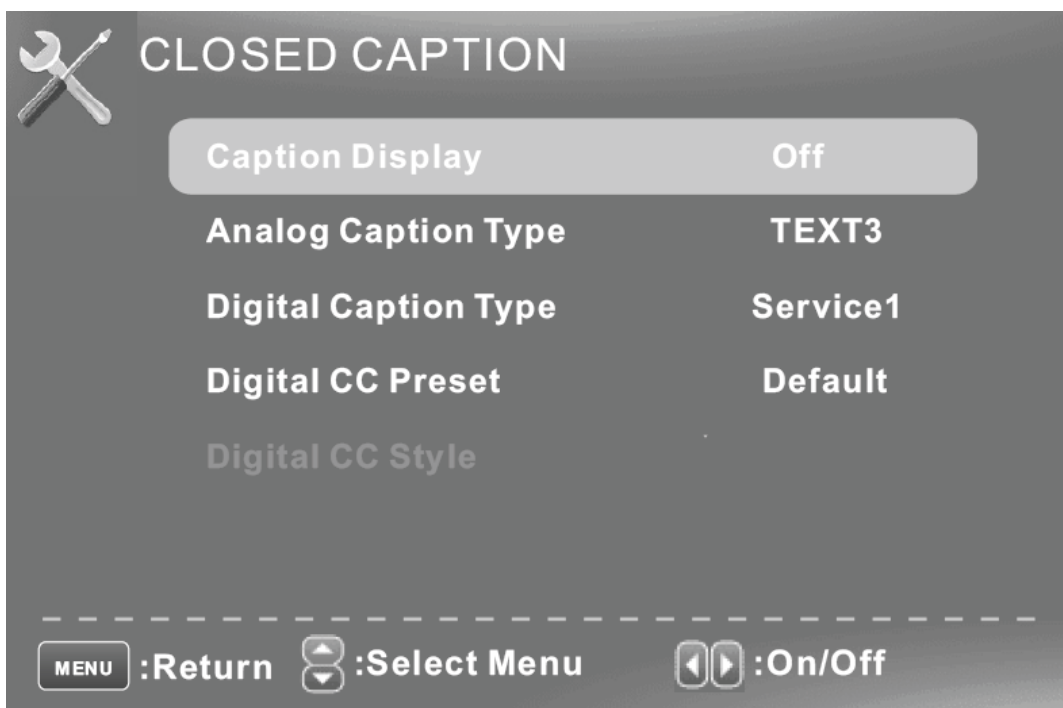 CLOSED CAPTION
Caption Display Off
Analog Caption Type TEXT3
Digital Caption Type Service1
Digital CC Preset Default
Digital CC Style
MENU :Return :Select Menu :On/Off